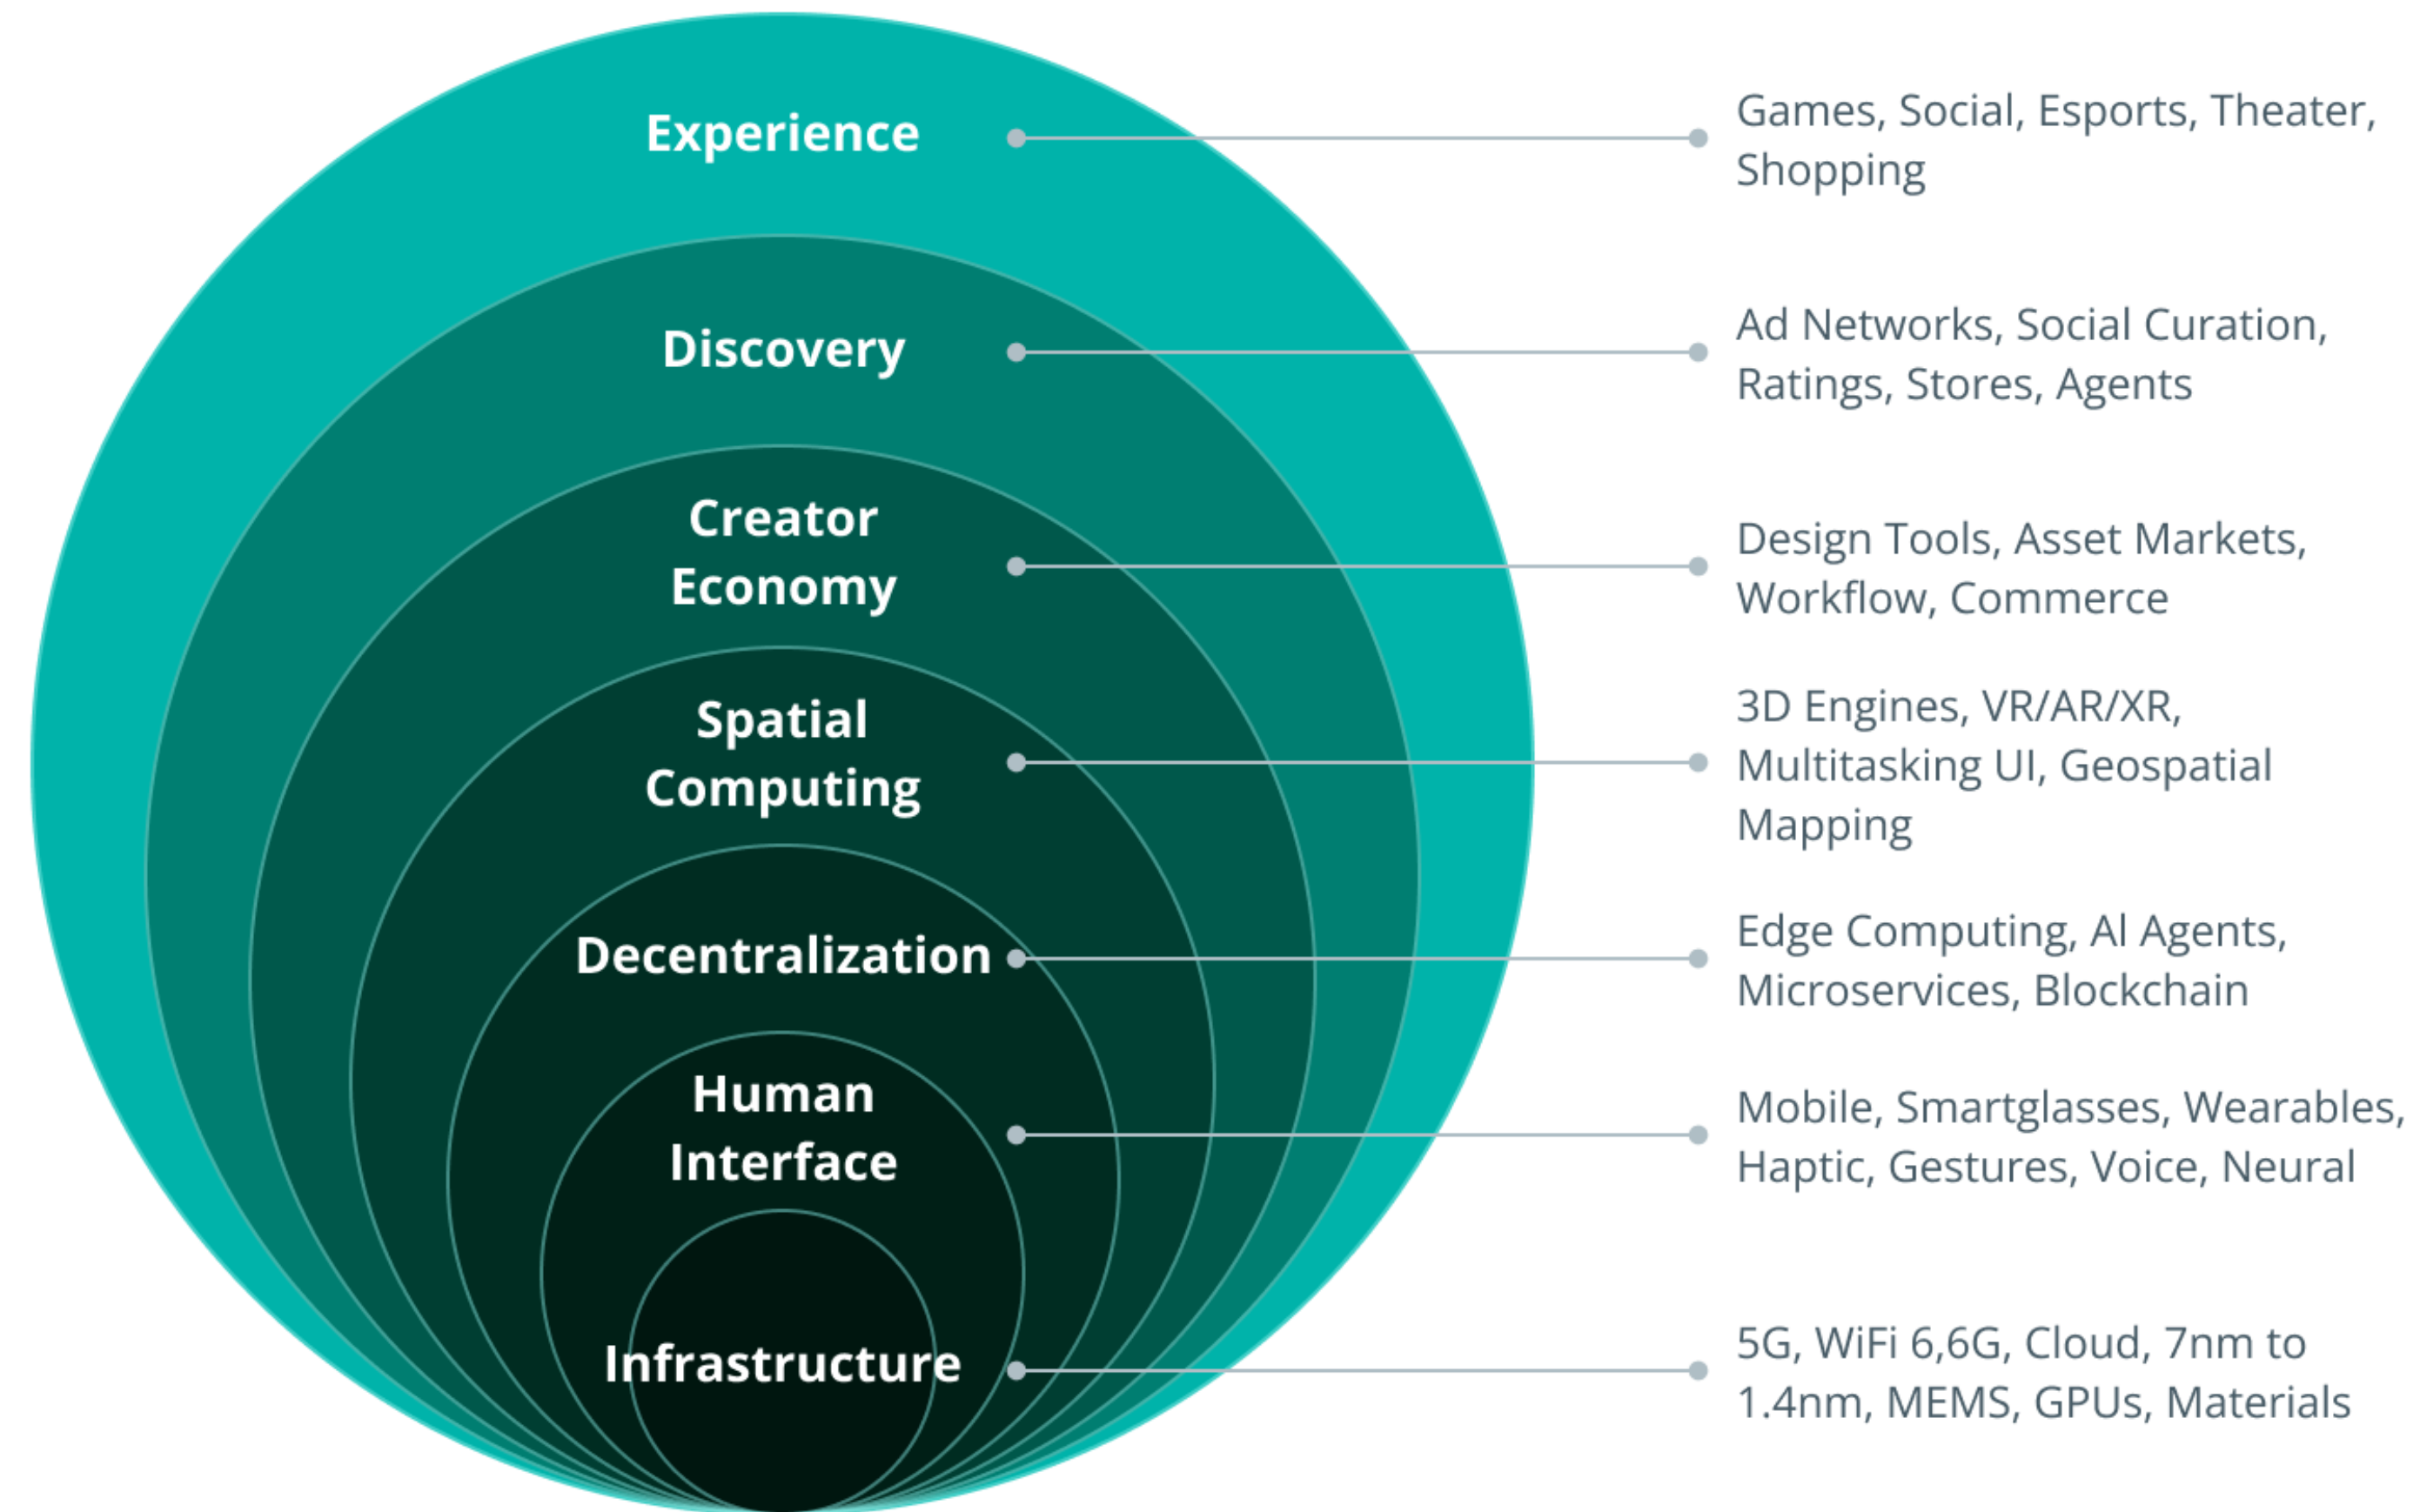 Experience
Games, Social, Esports, Theater,
Shopping
Discovery
Ad Networks, Social Curation,
Ratings, Stores, Agents
Creator
Economy
Design Tools, Asset Markets,
Workflow, Commerce
Spatial
Computing
3D Engines, VR/AR/XR,
Multitasking UI, Geospatial
Mapping
Decentralization
Edge Computing, Al Agents,
Microservices, Blockchain
Human
Interface
Mobile, Smartglasses, Wearables,
Haptic, Gestures, Voice, Neural
Infrastructure
5G, WiFi 6,6G, Cloud, 7nm to
1.4nm, MEMS, GPUs, Materials